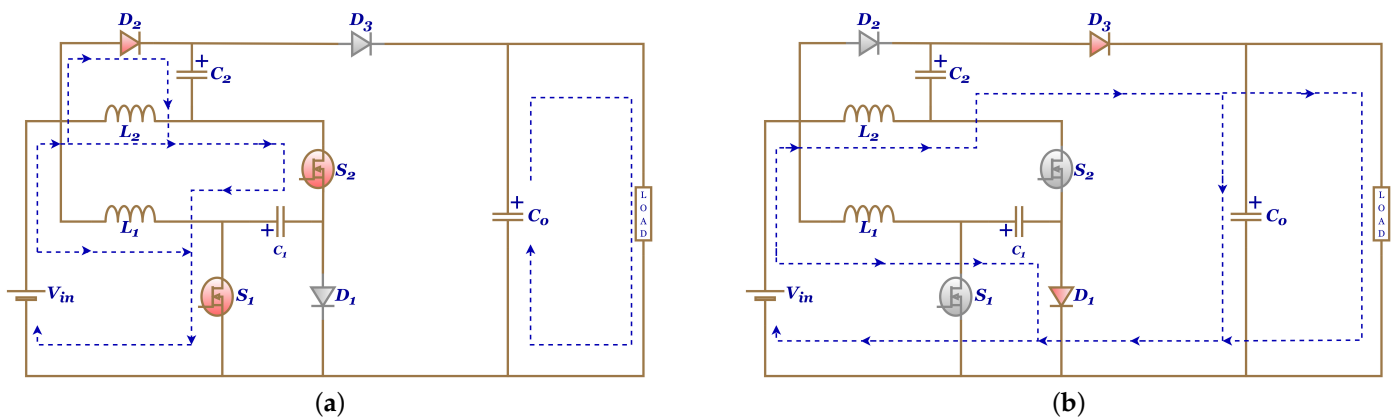 D2
D3
+
C2
L2
S2
L1
+
C1
+
Co
LOAD
Vin
S1
D1
(a)
D2
D3
+
C2
L2
S2
L1
+
C1
+
Co
LOAD
Vin
S1
D1
(b)